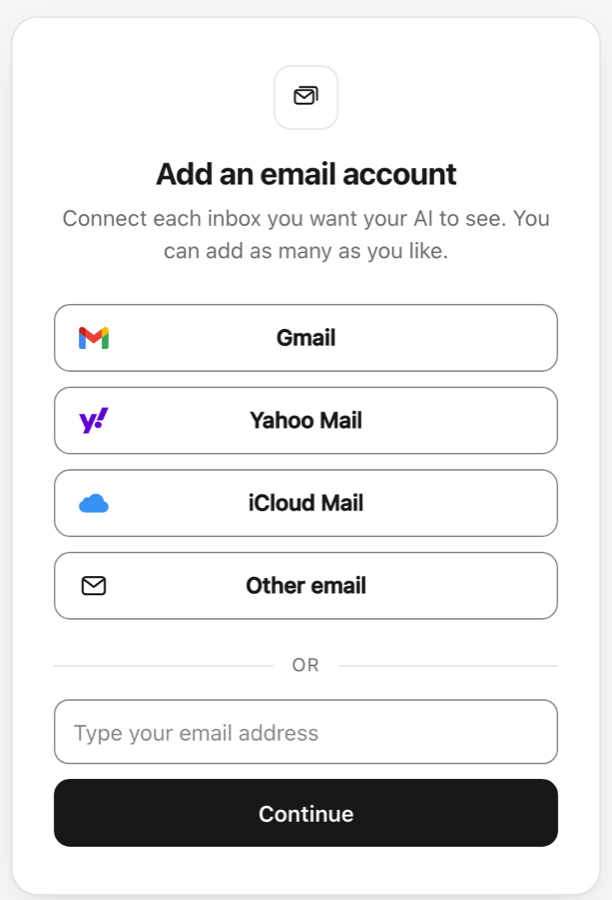 Add an email account
Connect each inbox you want your AI to see. You
can add as many as you like.
Gmail
Yahoo Mail
iCloud Mail
Other email
OR
Type your email address
Continue